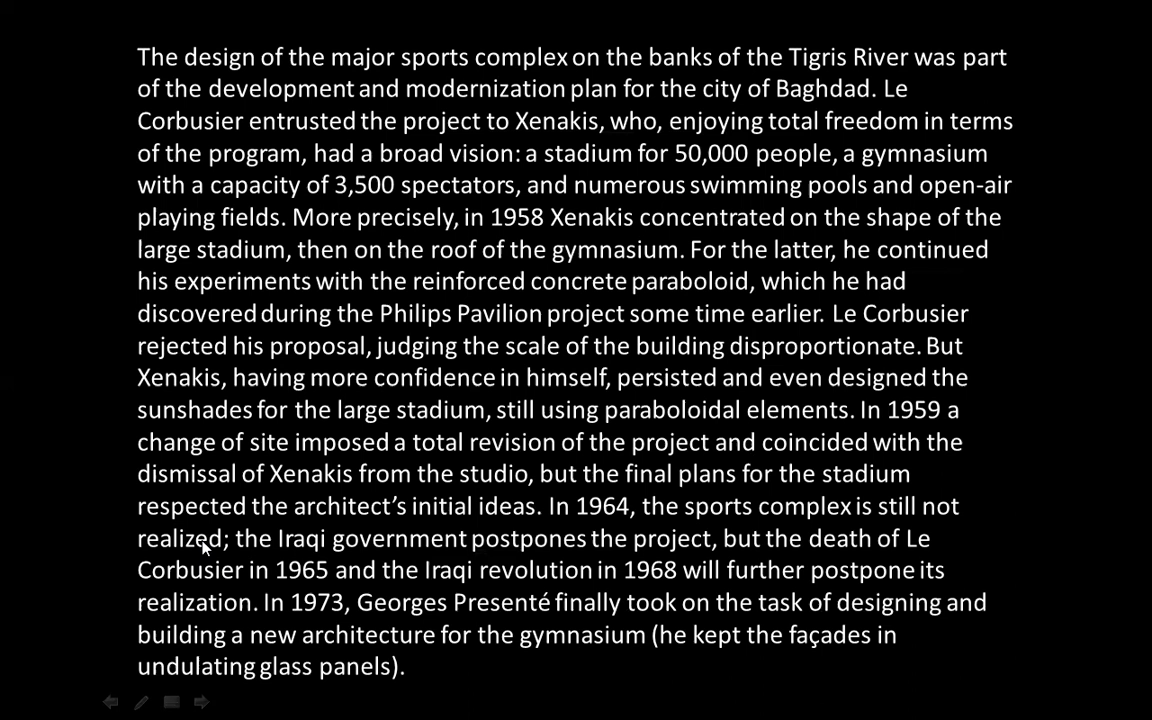 The design of the major sports complex on the banks of the Tigris River was part
of the development and modernization plan for the city of Baghdad. Le
Corbusier entrusted the project to Xenakis, who, enjoying total freedom in terms
of the program, had a broad vision: a stadium for 50,000 people, a gymnasium
with a capacity of 3,500 spectators, and numerous swimming pools and open-air
playing fields. More precisely, in 1958 Xenakis concentrated on the shape of the
large stadium, then on the roof of the gymnasium. For the latter, he continued
his experiments with the reinforced concrete paraboloid, which he had
discovered during the Philips Pavilion project some time earlier. Le Corbusier
rejected his proposal, judging the scale of the building disproportionate. But
Xenakis, having more confidence in himself, persisted and even designed the
sunshades for the large stadium, still using paraboloidal elements. In 1959 a
change of site imposed a total revision of the project and coincided with the
dismissal of Xenakis from the studio, but the final plans for the stadium
respected the architect’s initial ideas. In 1964, the sports complex is still not
realized; the Iraqi government postpones the project, but the death of Le
Corbusier in 1965 and the Iraqi revolution in 1968 will further postpone its
realization. In 1973, Georges Presenté finally took on the task of designing and
building a new architecture for the gymnasium (he kept the façades in
undulating glass panels).